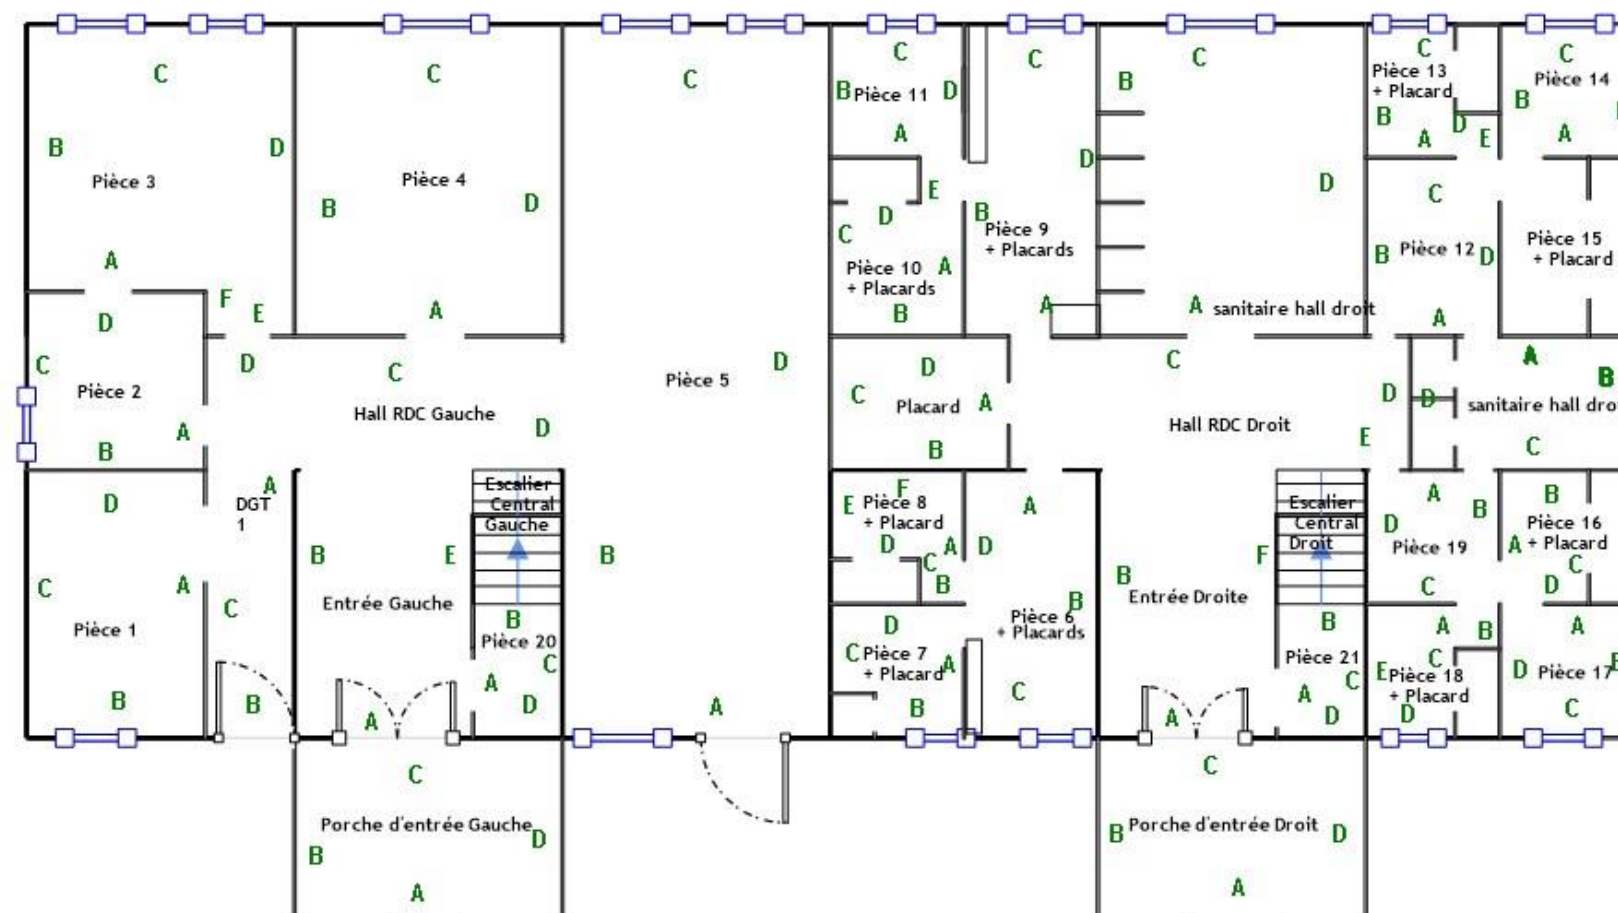 C
C
C
C
C
C
C
C
B
Pièce 11
D
B
Pièce 13
+ Placard
Pièce 14
B
B
D
A
B
A
D
E
A
B
D
Pièce 3
Pièce 4
D
E
D
C
B
D
C
D
B
Pièce 9
+ Placards
B
Pièce 12
D
Pièce 15
+ Placard
A
Pièce 10
+ Placards
A
F
E
A
B
A
A
sanitaire hall droit
A
D
C
D
C
D
D
C
A
B
Pièce 2
Pièce 5
C
Placard
A
D
D
sanitaire hall dro
Hall RDC Gauche
Hall RDC Droit
A
D
B
B
E
C
D
A
DGT
1
Escalier
Central
Gauche
E
F
Pièce 8
+ Placard
A
Escalier
Central
Droit
A
B
B
D
Pièce 16
+ Placard
C
B
E
B
D
A
D
F
Pièce 19
A
C
C
A
C
B
B
C
D
C
Entrée Gauche
B
Pièce 20
D
Pièce 6
+ Placards
B
Entrée Droite
B
A
B
A
Pièce 1
C
C
Pièce 7
+ Placard
A
Pièce 21
C
E
C
Pièce 18
+ Placard
D
Pièce 17
B
B
A
A
D
A
B
C
A
A
D
D
C
C
C
Porche d'entrée Gauche
D
B
Porche d'entrée Droit
D
B
A
A